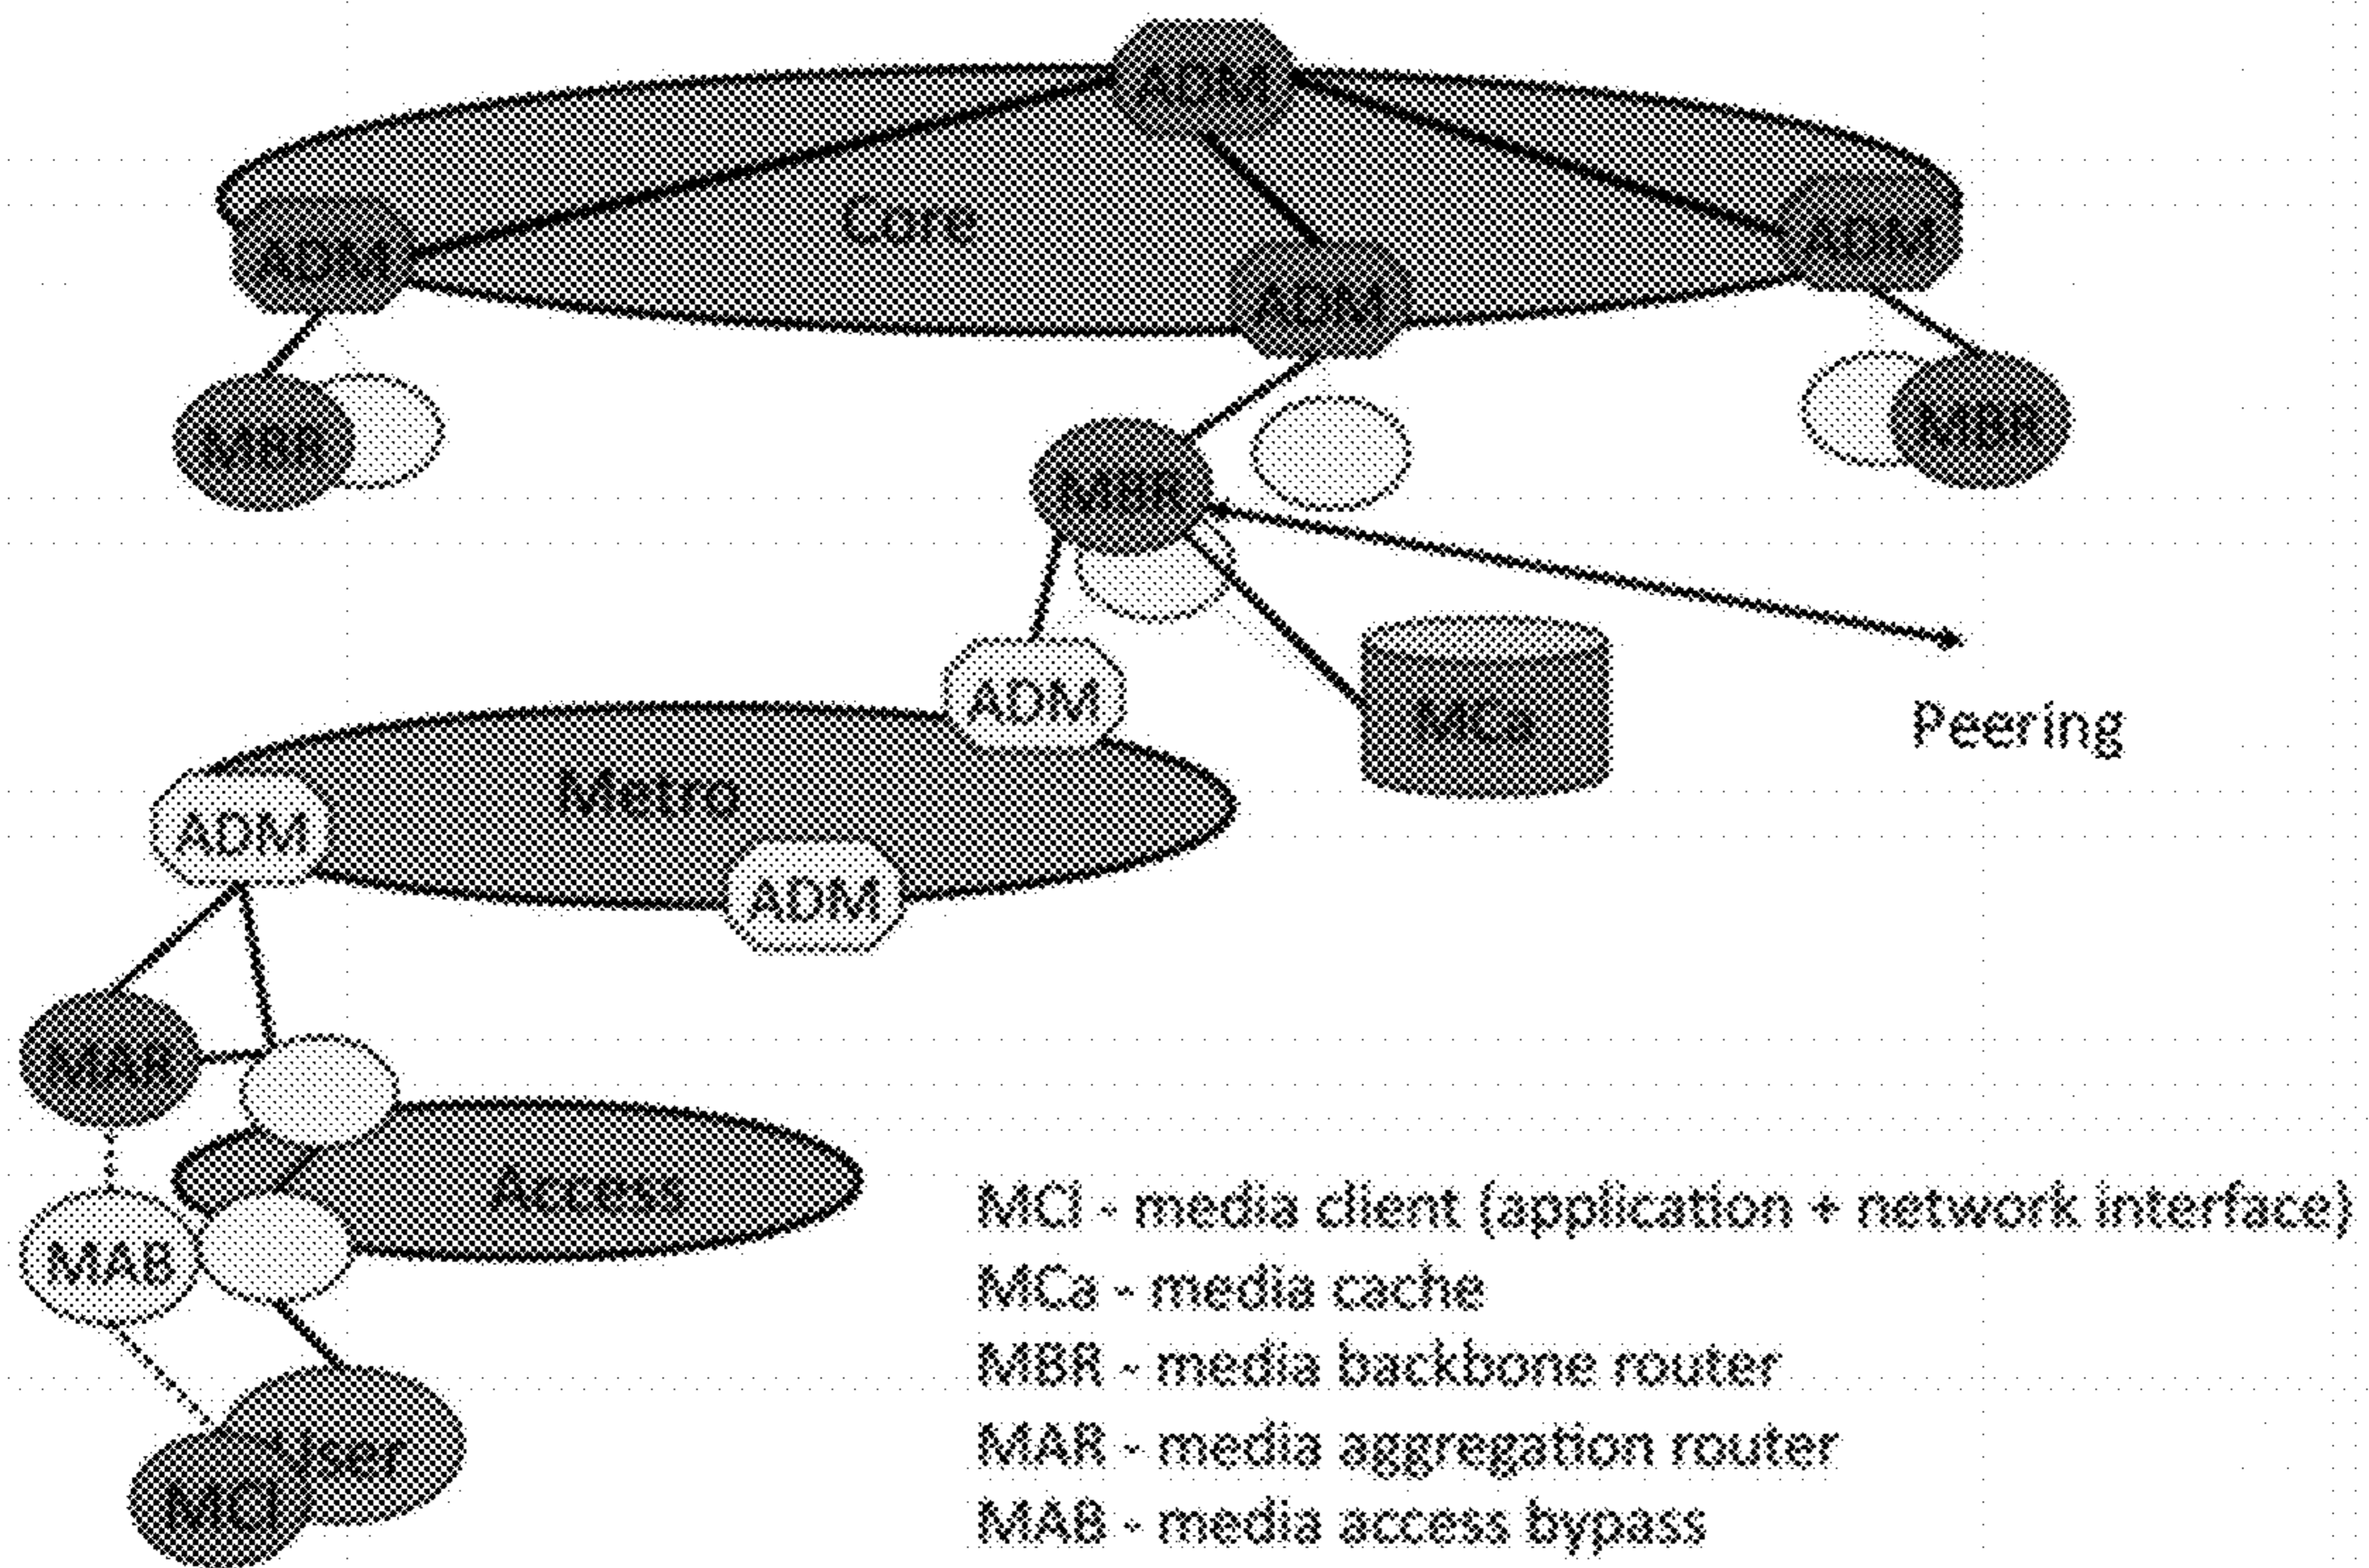 ADM
Core
ADM
ADM
ADM
MBR
MBR
MBR
ADM
MCa
Peering
Metro
ADM
ADM
MAR
Access
MAB
User
MCl
MCl - media client (application + network interface)
MCa - media cache
MBR - media backbone router
MAR - media aggregation router
MAB - media access bypass